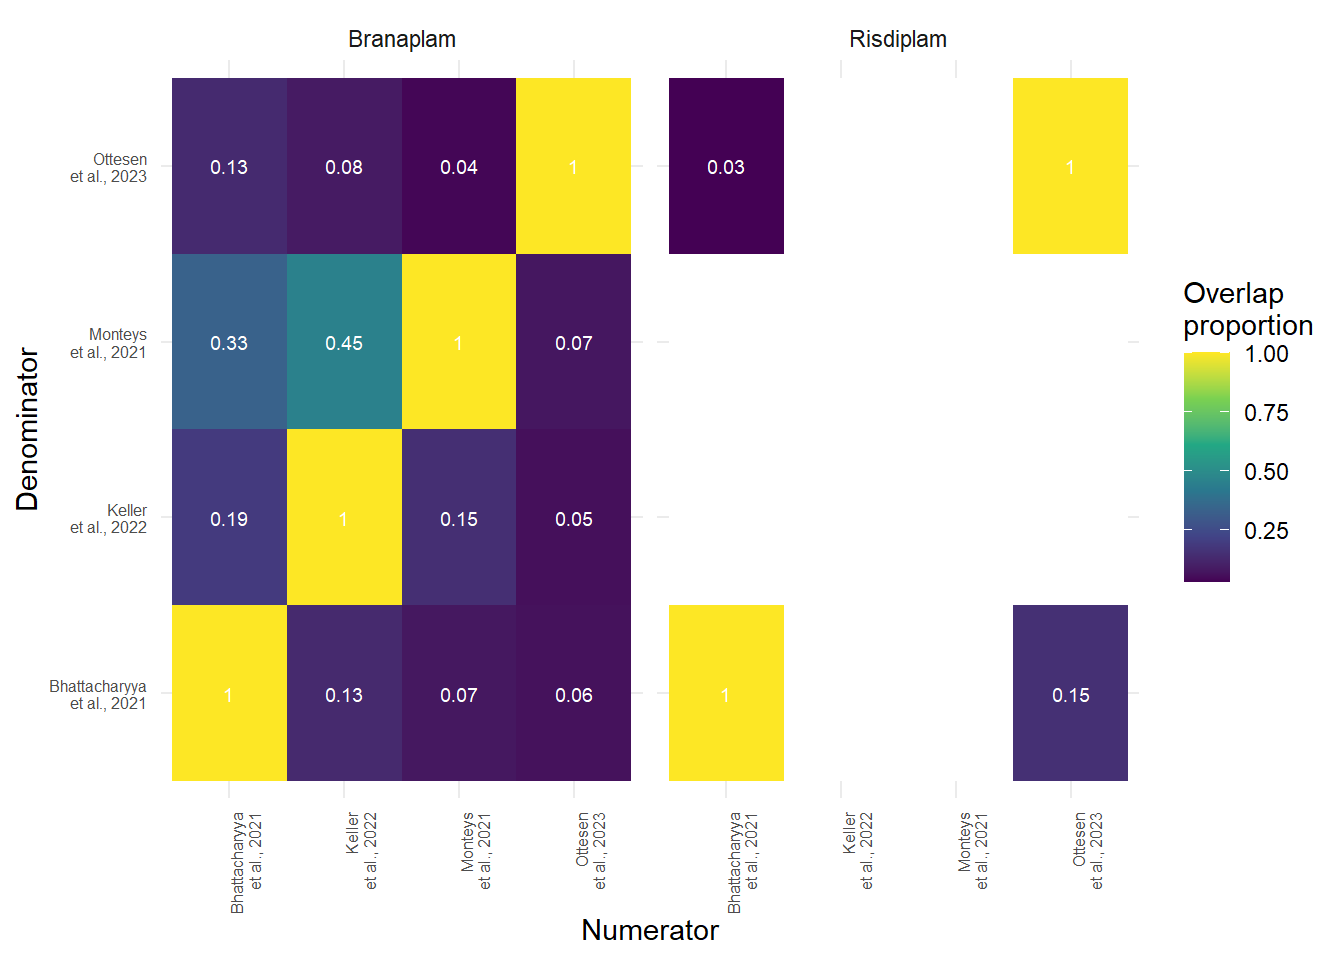 Branaplam
Risdiplam
Denominator
Ottesen
et al., 2023
0.13 0.08 0.04 1
0.03 1
Monteys
et al., 2021
0.33 0.45 1 0.07
Keller
et al., 2022
0.19 1 0.15 0.05
Bhattacharyya
et al., 2021
1 0.13 0.07 0.06
1 0.15
Bhattacharyya
et al., 2021
Keller
et al., 2022
Monteys
et al., 2021
Ottesen
et al., 2023
Bhattacharyya
et al., 2021
Keller
et al., 2022
Monteys
et al., 2021
Ottesen
et al., 2023
Numerator
Overlap
proportion
1.00
0.75
0.50
0.25